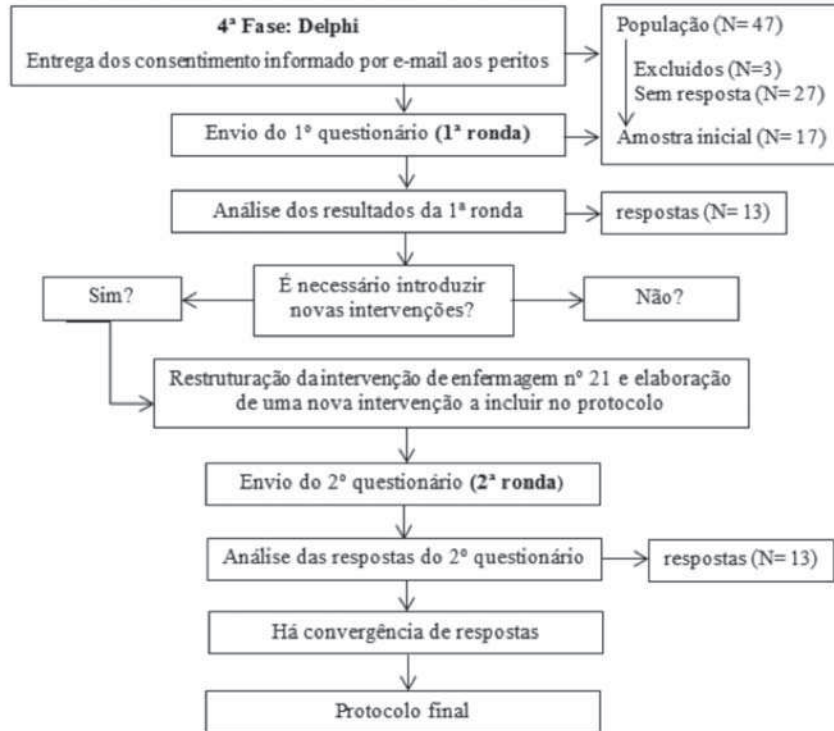 4ª Fase: Delphi
Entrega dos consentimento informado por e-mail aos peritos
População (N= 47)
Excluídos (N=3)
Sem resposta (N= 27)
Amostra inicial (N= 17)
Envio do 1º questionário (1ª ronda)
Análise dos resultados da 1ª ronda
respostas (N= 13)
Sim?
É necessário introduzir
novas intervenções?
Não?
Restruturação da intervenção de enfermagem nº 21 e elaboração
de uma nova intervenção a incluir no protocolo
Envio do 2º questionário (2ª ronda)
Análise das respostas do 2º questionário
respostas (N= 13)
Há convergência de respostas
Protocolo final